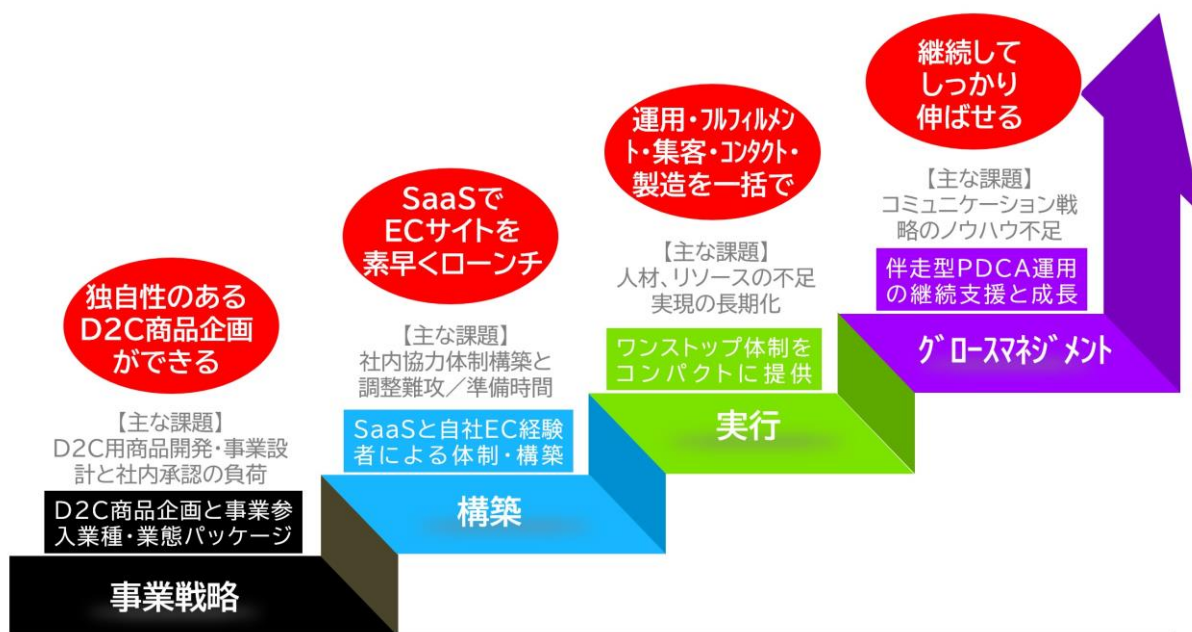 独自性のある
D2C商品企画
ができる
【主な課題】
D2C用商品開発・事業設
計と社内承認の負荷
D2C商品企画と事業参
入業種・業態パッケージ
事業戦略
SaaSで
ECサイトを
素早くローンチ
【主な課題】
社内協力体制構築と
調整難攻／準備時間
SaaSと自社EC経験
者による体制・構築
構築
運用・ﾌﾙﾌｨﾙﾒﾝ
ﾄ・集客・ｺﾝﾀｸﾄ・
製造を一括で
【主な課題】
人材、リソースの不足
実現の長期化
ワンストップ体制を
コンパクトに提供
実行
継続して
しっかり
伸ばせる
【主な課題】
コミュニケーション戦
略のノウハウ不足
伴走型PDCA運用
の継続支援と成長
ｸﾞﾛｰｽﾏﾈｼﾞﾒﾝﾄ